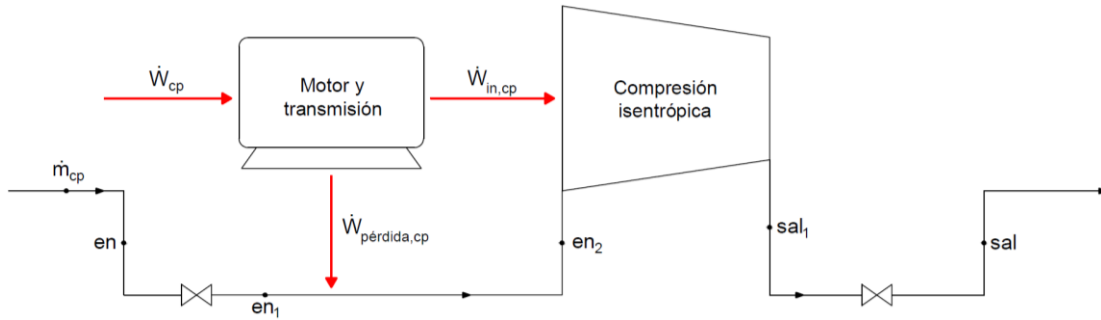 Ẇcp
Motor y
transmisión
Ẇin,cp
Compresión
isentrópica
ṁcp
Ẇpérdida,cp
en
en1
en2
sal1
sal